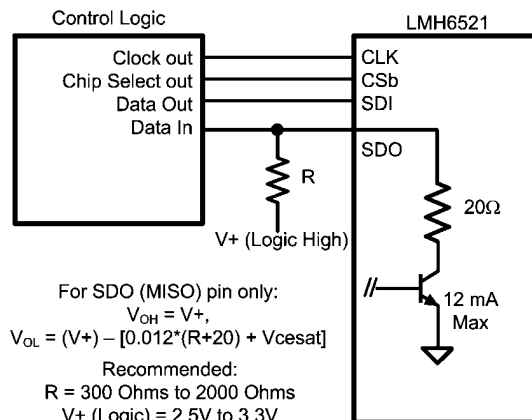 Control Logic
LMH6521
Clock out
CLK
Chip Select out
CSb
Data Out
SDI
Data In
SDO
R
20Ω
V+ (Logic High)
12 mA
Max
For SDO (MISO) pin only:
VOH = V+,
VOL = (V+) – [0.012*(R+20) + Vcesat]
Recommended:
R = 300 Ohms to 2000 Ohms
V+ (Logic) = 2.5V to 3.3V